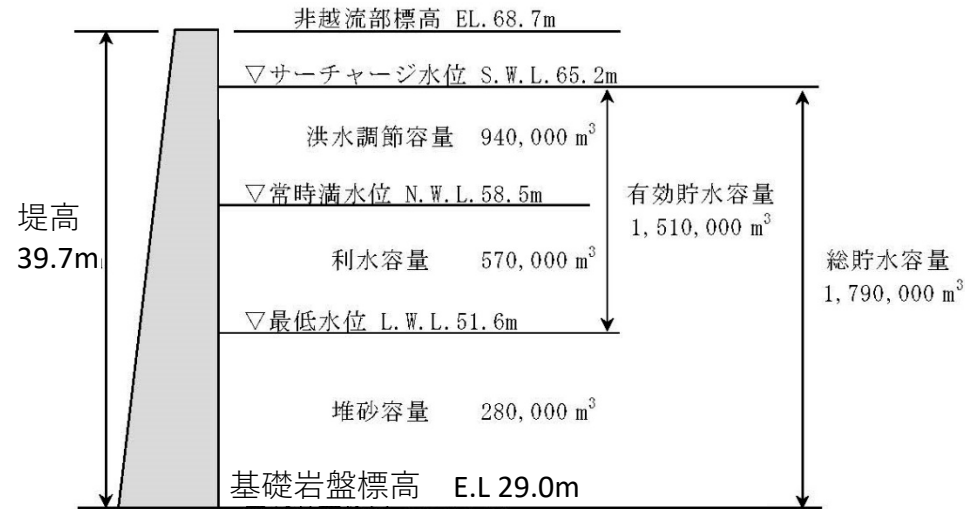 非越流部標高 EL.68.7m
▽サーチャージ水位 S.W.L.65.2m
洪水調節容量 940,000 m³
▽常時満水位 N.W.L.58.5m
有効貯水容量
1,510,000 m³
堤高
39.7m
利水容量 570,000 m³
総貯水容量
1,790,000 m³
▽最低水位 L.W.L.51.6m
堆砂容量 280,000 m³
基礎岩盤標高 E.L 29.0m